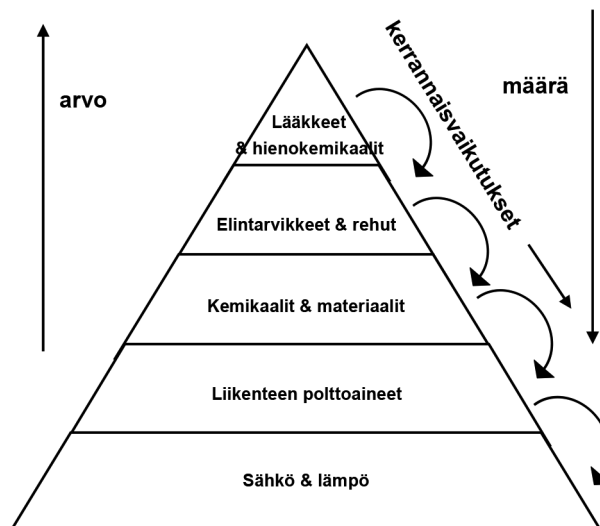 arvo
kerrannaisvaikutukset
määrä
Lääkkeet
& hienokemikaalit
Elintarvikkeet & rehut
Kemikaalit & materiaalit
Liikenteen polttoaineet
Sähkö & lämpö